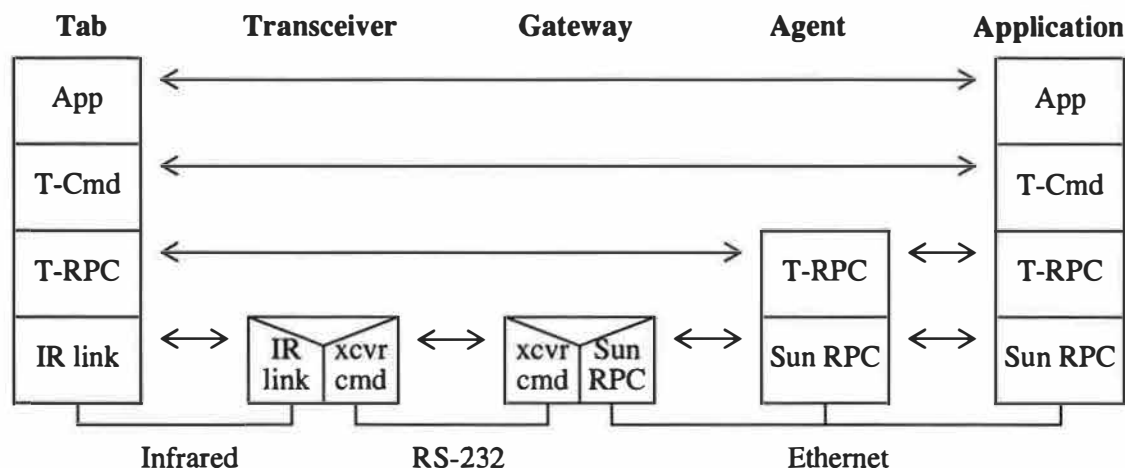 Tab Transceiver Gateway Agent Application
App App
T-Cmd T-Cmd
T-RPC T-RPC T-RPC
IR link IR link xcvr cmd xcvr cmd Sun RPC Sun RPC Sun RPC
Infrared RS-232 Ethernet